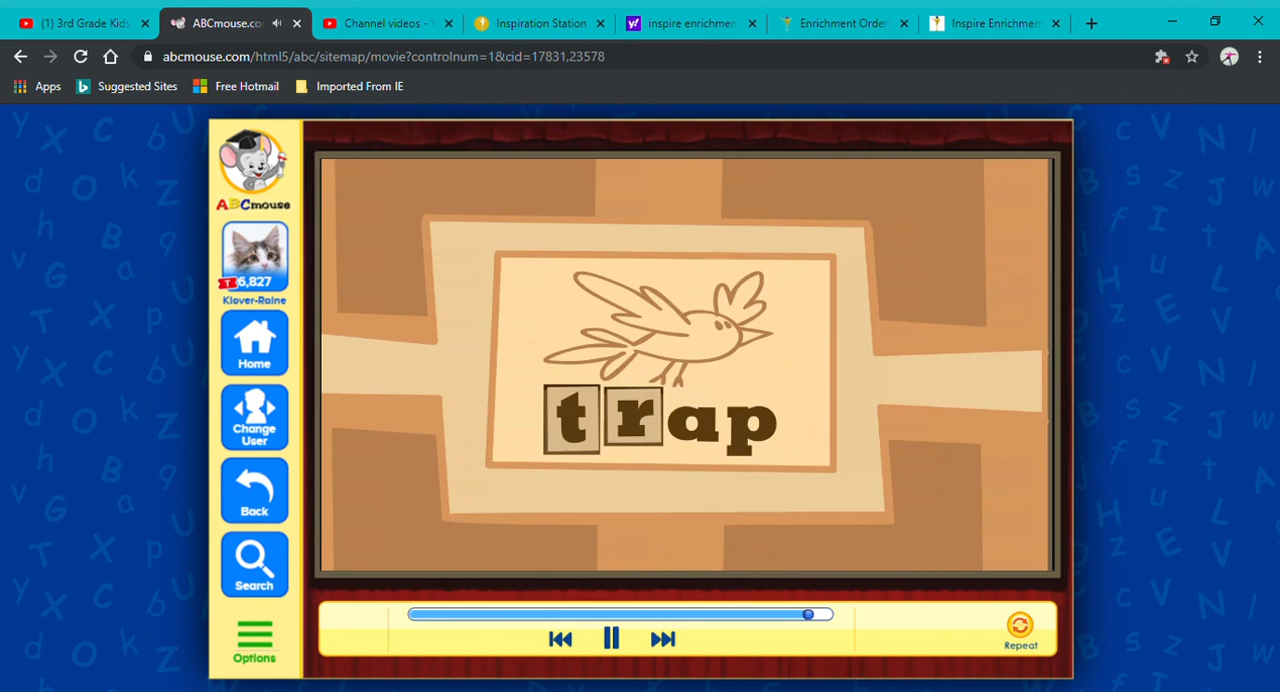 (1) 3rd Grade Kids
ABCmouse.co
Channel videos - Y
Inspiration Station
inspire enrichment
Enrichment Order
Inspire Enrichmen
abcmouse.com/html5/abc/sitemap/movie?controlnum=1&cid=17831,23578
Apps
Suggested Sites
Free Hotmail
Imported From IE
ABCmouse
T 6,827
Klover-Raine
Home
Change
User
Back
Search
Options
trap
Repeat